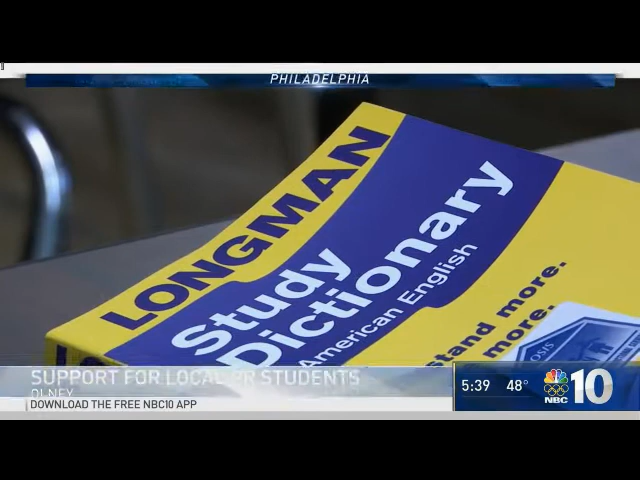 PHILADELPHIA
LONGMAN
Study
Dictionary
American English
stand more.
more.
SUPPORT FOR LOCAL PR STUDENTS
OLNEY
DOWNLOAD THE FREE NBC10 APP
5:39 48°
NBC 10